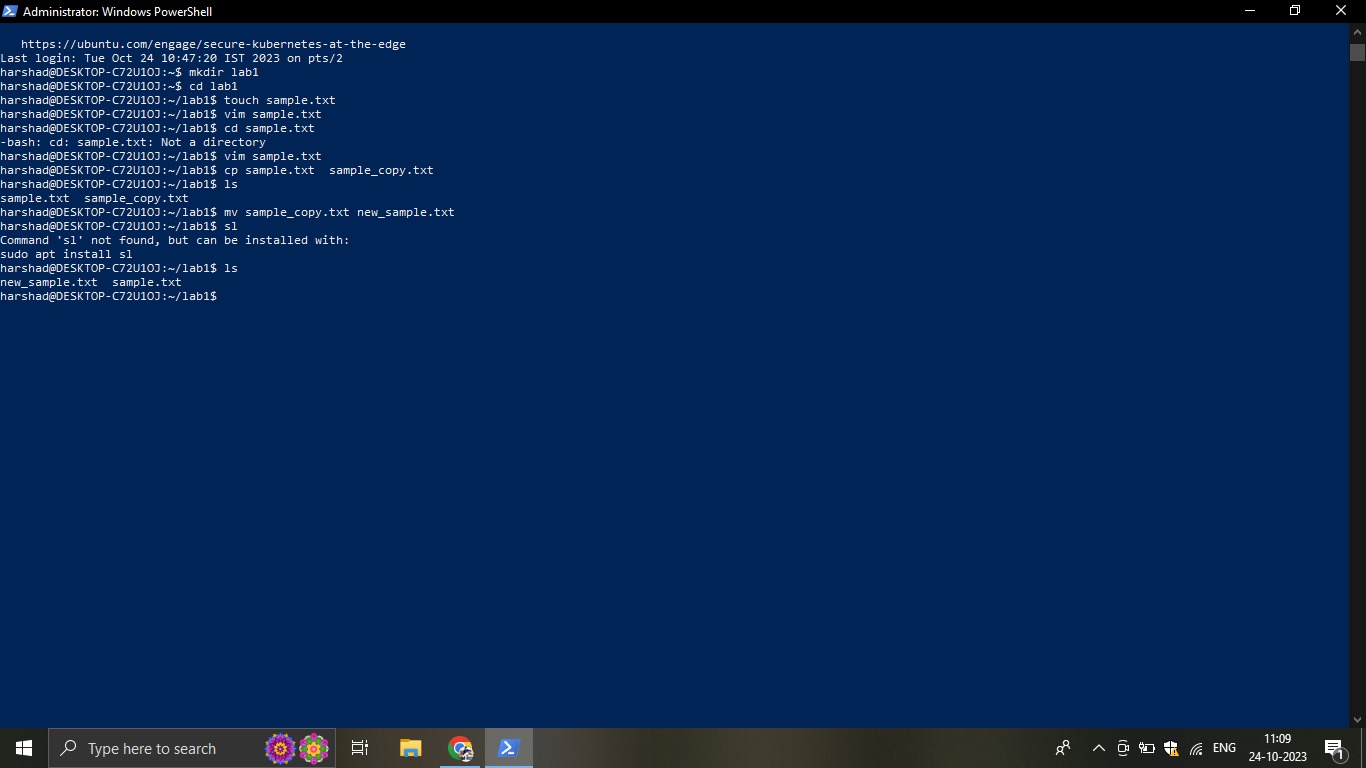 Administrator: Windows PowerShell
https://ubuntu.com/engage/secure-kubernetes-at-the-edge
Last login: Tue Oct 24 10:47:20 IST 2023 on pts/2
harshad@DESKTOP-C72U1OJ:~$ mkdir lab1
harshad@DESKTOP-C72U1OJ:~$ cd lab1
harshad@DESKTOP-C72U1OJ:~/lab1$ touch sample.txt
harshad@DESKTOP-C72U1OJ:~/lab1$ vim sample.txt
harshad@DESKTOP-C72U1OJ:~/lab1$ cd sample.txt
-bash: cd: sample.txt: Not a directory
harshad@DESKTOP-C72U1OJ:~/lab1$ vim sample.txt
harshad@DESKTOP-C72U1OJ:~/lab1$ cp sample.txt  sample_copy.txt
harshad@DESKTOP-C72U1OJ:~/lab1$ ls
sample.txt  sample_copy.txt
harshad@DESKTOP-C72U1OJ:~/lab1$ mv sample_copy.txt new_sample.txt
harshad@DESKTOP-C72U1OJ:~/lab1$ sl
Command 'sl' not found, but can be installed with:
sudo apt install sl
harshad@DESKTOP-C72U1OJ:~/lab1$ ls
new_sample.txt  sample.txt
harshad@DESKTOP-C72U1OJ:~/lab1$
Type here to search
ENG
11:09
24-10-2023
1